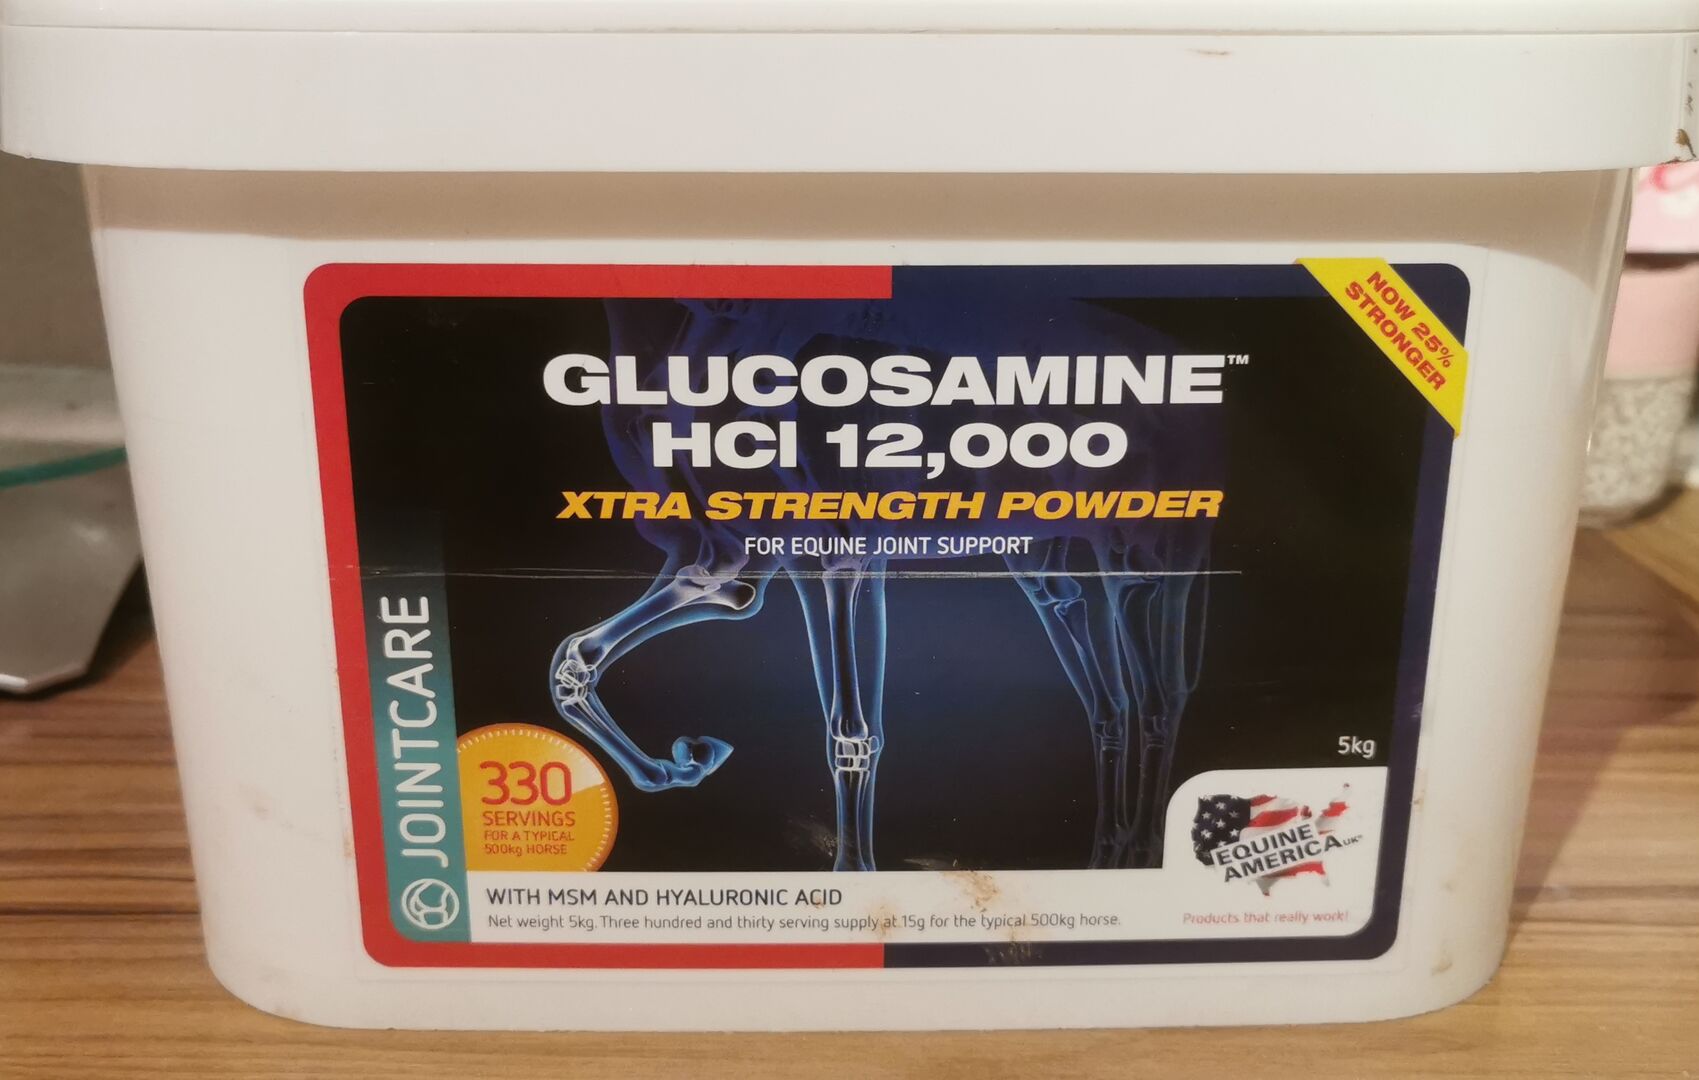 NOW 25%
STRONGER
GLUCOSAMINE™
HCl 12,000
XTRA STRENGTH POWDER
FOR EQUINE JOINT SUPPORT
JOINTCARE
330
SERVINGS
FOR A TYPICAL
500kg HORSE
5kg
EQUINE
AMERICA UK™
WITH MSM AND HYALURONIC ACID
Net weight 5kg. Three hundred and thirty serving supply at 15g for the typical 500kg horse.
Products that really work!